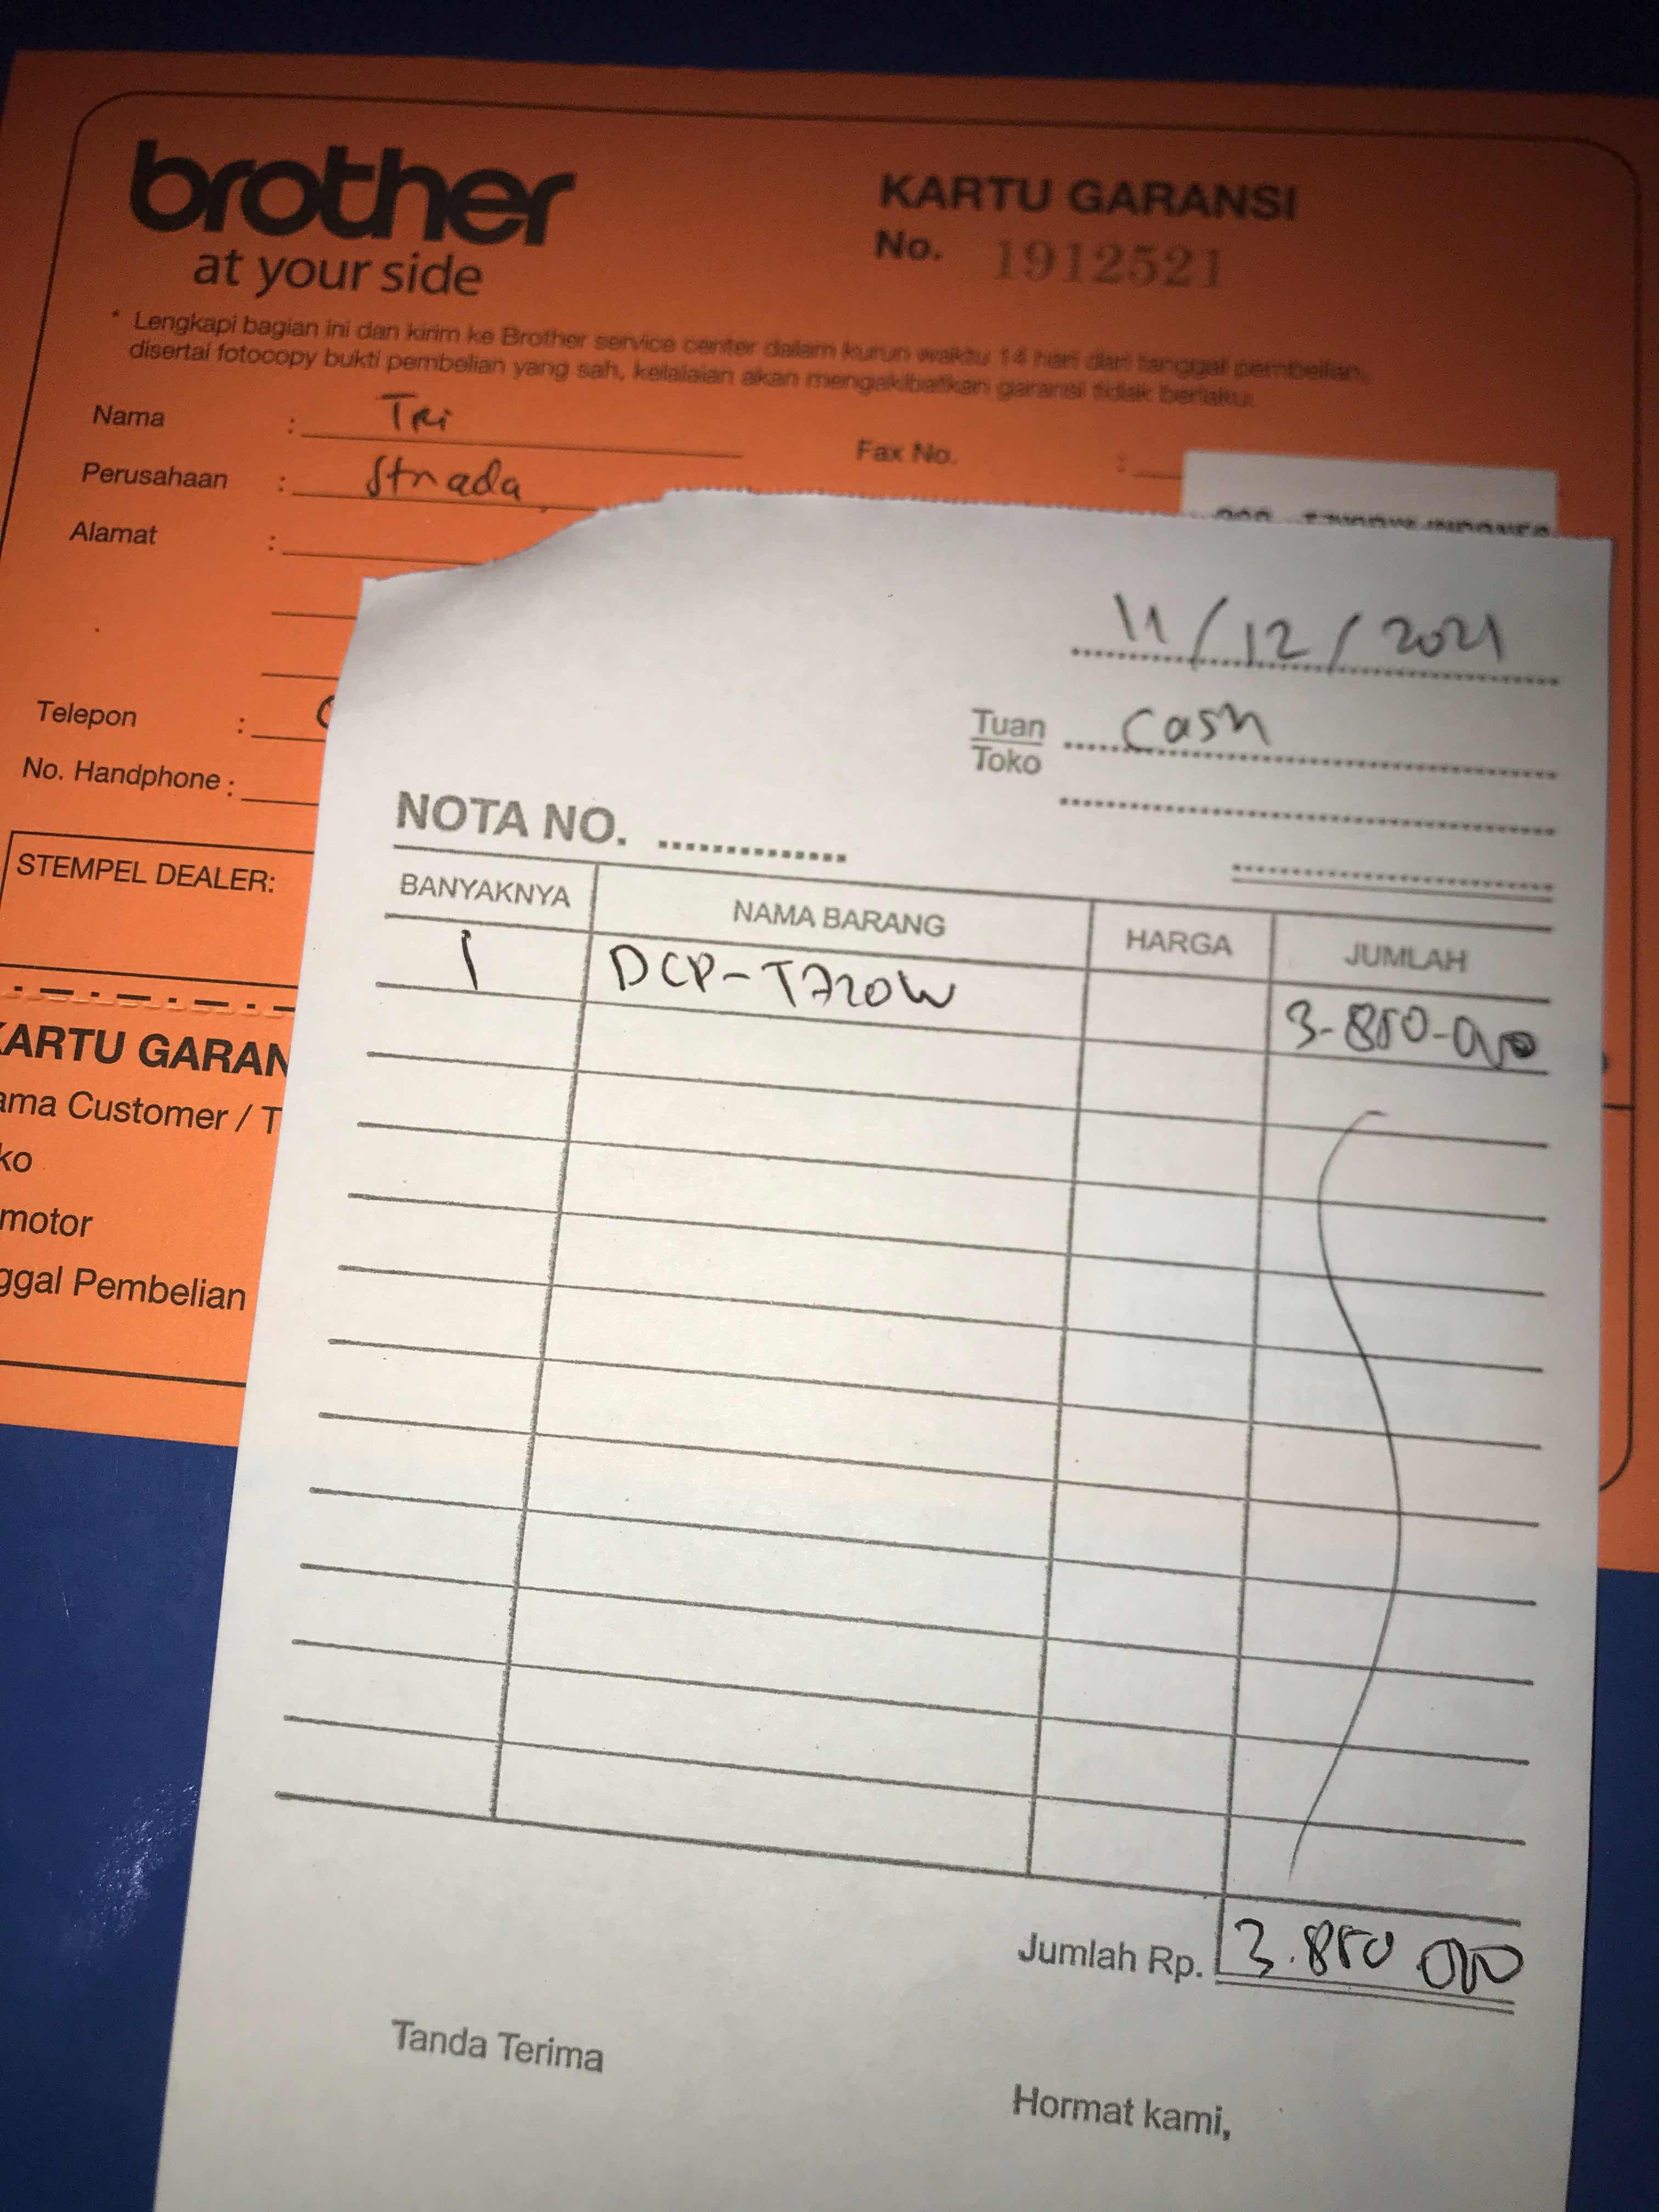 brother
at your side
KARTU GARANSI
No. 1912521
* Lengkapi bagian ini dan kirim ke Brother service center dalam kurun waktu 14 hari dari tanggal pembelian,
disertai fotocopy bukti pembelian yang sah, kelalaian akan mengakibatkan garansi tidak berlaku.
Nama : Tri
Fax No. :
Perusahaan : Strada
Alamat :
Telepon :
No. Handphone :
STEMPEL DEALER:
KARTU GARAN
ama Customer / T
ko
motor
ggal Pembelian
11/12/2021
Tuan Cash
Toko
NOTA NO.
BANYAKNYA NAMA BARANG HARGA JUMLAH
1 DCP-T720W 3-850-000
Jumlah Rp. 3.850 000
Tanda Terima
Hormat kami,